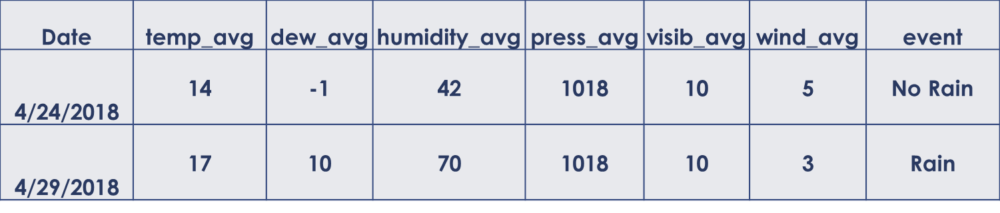 Date temp_avg dew_avg humidity_avg press_avg visib_avg wind_avg event
4/24/2018 14 -1 42 1018 10 5 No Rain
4/29/2018 17 10 70 1018 10 3 Rain